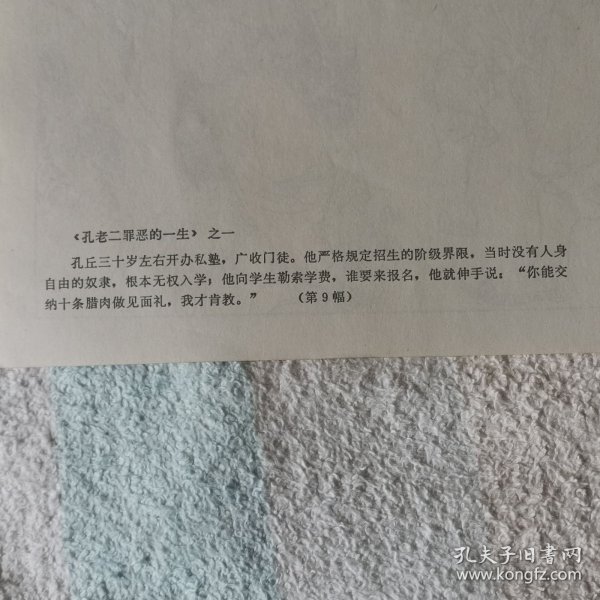 《孔老二罪恶的一生》 之一
孔丘三十岁左右开办私塾，广收门徒。他严格规定招生的阶级界限，当时没有人身
自由的奴隶，根本无权入学；他向学生勒索学费，谁要来报名，他就伸手说：“你能交
纳十条腊肉做见面礼，我才肯教。” （第9幅）
孔夫子旧书网
www.kongfz.com